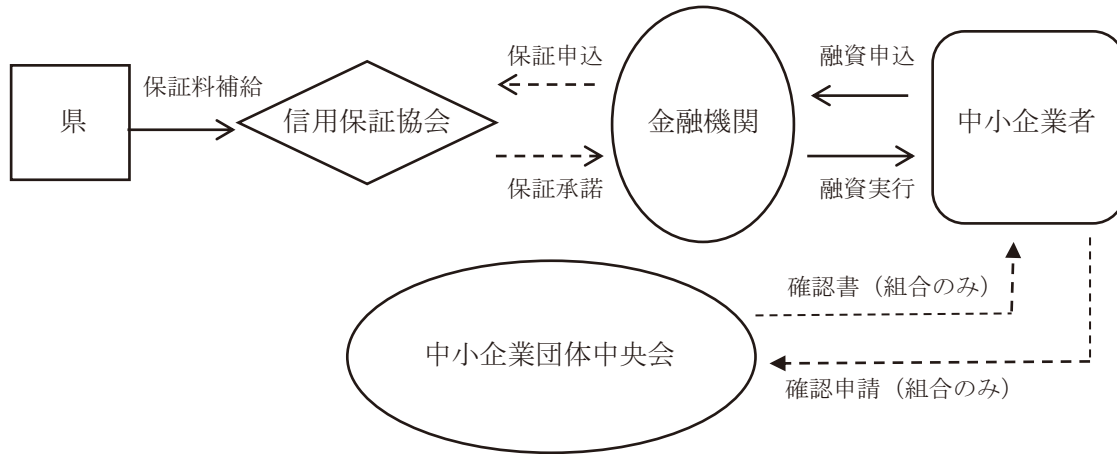 保証申込
融資申込
保証料補給
県
信用保証協会
金融機関
中小企業者
保証承諾
融資実行
確認書（組合のみ）
中小企業団体中央会
確認申請（組合のみ）